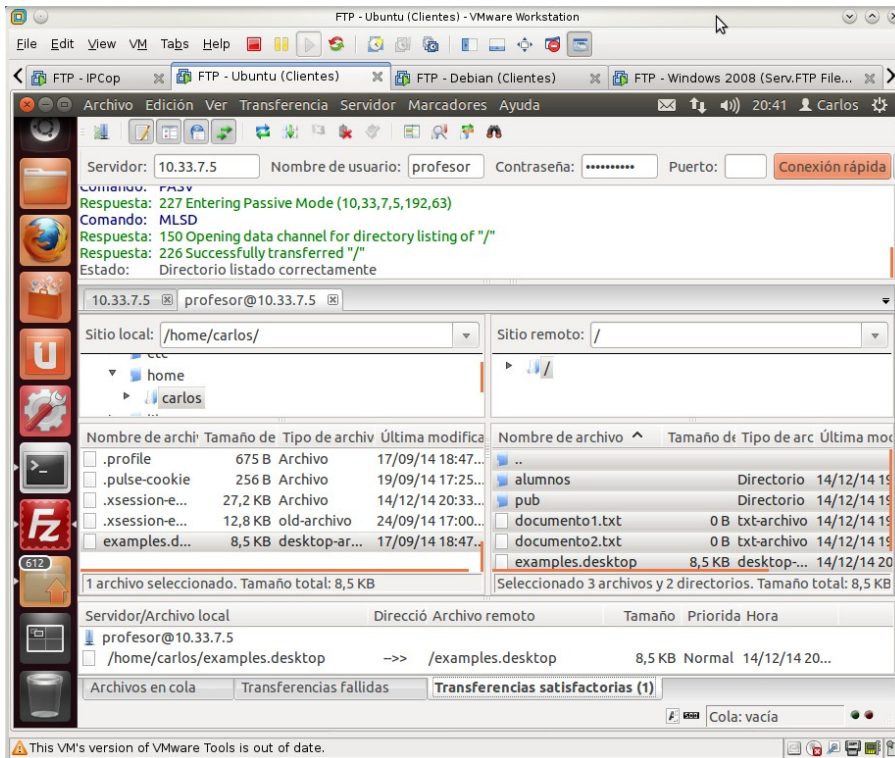 FTP - Ubuntu (Clientes) - VMware Workstation
File Edit View VM Tabs Help
FTP - IPCop FTP - Ubuntu (Clientes) FTP - Debian (Clientes) FTP - Windows 2008 (Serv.FTP File...
Archivo Edición Ver Transferencia Servidor Marcadores Ayuda 20:41 Carlos
Servidor: 10.33.7.5 Nombre de usuario: profesor Contraseña: •••••••••• Puerto: Conexión rápida
Comando: PASV
Respuesta: 227 Entering Passive Mode (10,33,7,5,192,63)
Comando: MLSD
Respuesta: 150 Opening data channel for directory listing of "/"
Respuesta: 226 Successfully transferred "/"
Estado: Directorio listado correctamente
10.33.7.5 profesor@10.33.7.5
Sitio local: /home/carlos/ Sitio remoto: /
etc /
home
carlos
Nombre de archi Tamaño de Tipo de archiv Última modifica Nombre de archivo Tamaño de Tipo de arc Última moc
.profile 675 B Archivo 17/09/14 18:47... ..
.pulse-cookie 256 B Archivo 19/09/14 17:25... alumnos Directorio 14/12/14 19
.xsession-e... 27,2 KB Archivo 14/12/14 20:33... pub Directorio 14/12/14 19
.xsession-e... 12,8 KB old-archivo 24/09/14 17:00... documento1.txt 0 B txt-archivo 14/12/14 19
examples.d... 8,5 KB desktop-ar... 17/09/14 18:47... documento2.txt 0 B txt-archivo 14/12/14 19
examples.desktop 8,5 KB desktop-... 14/12/14 20
1 archivo seleccionado. Tamaño total: 8,5 KB Seleccionado 3 archivos y 2 directorios. Tamaño total: 8,5 KB
Servidor/Archivo local Direcció Archivo remoto Tamaño Priorida Hora
profesor@10.33.7.5
/home/carlos/examples.desktop -->> /examples.desktop 8,5 KB Normal 14/12/14 20...
Archivos en cola Transferencias fallidas Transferencias satisfactorias (1)
Cola: vacía
612
This VM's version of VMware Tools is out of date.